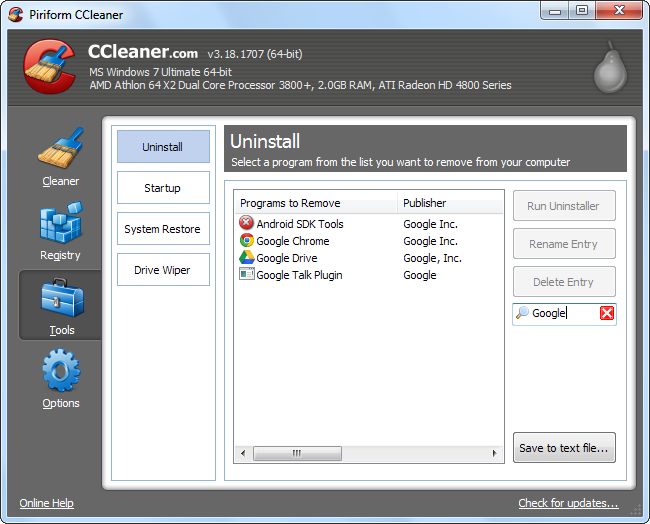 Piriform CCleaner
CCleaner.com v3.18.1707 (64-bit)
MS Windows 7 Ultimate 64-bit
AMD Athlon 64 X2 Dual Core Processor 3800+, 2.0GB RAM, ATI Radeon HD 4800 Series
Cleaner
Registry
Tools
Options
Uninstall
Startup
System Restore
Drive Wiper
Uninstall
Select a program from the list you want to remove from your computer
Programs to Remove Publisher
Android SDK Tools Google Inc.
Google Chrome Google Inc.
Google Drive Google, Inc.
Google Talk Plugin Google
Run Uninstaller
Rename Entry
Delete Entry
Google
Save to text file...
Online Help
Check for updates...